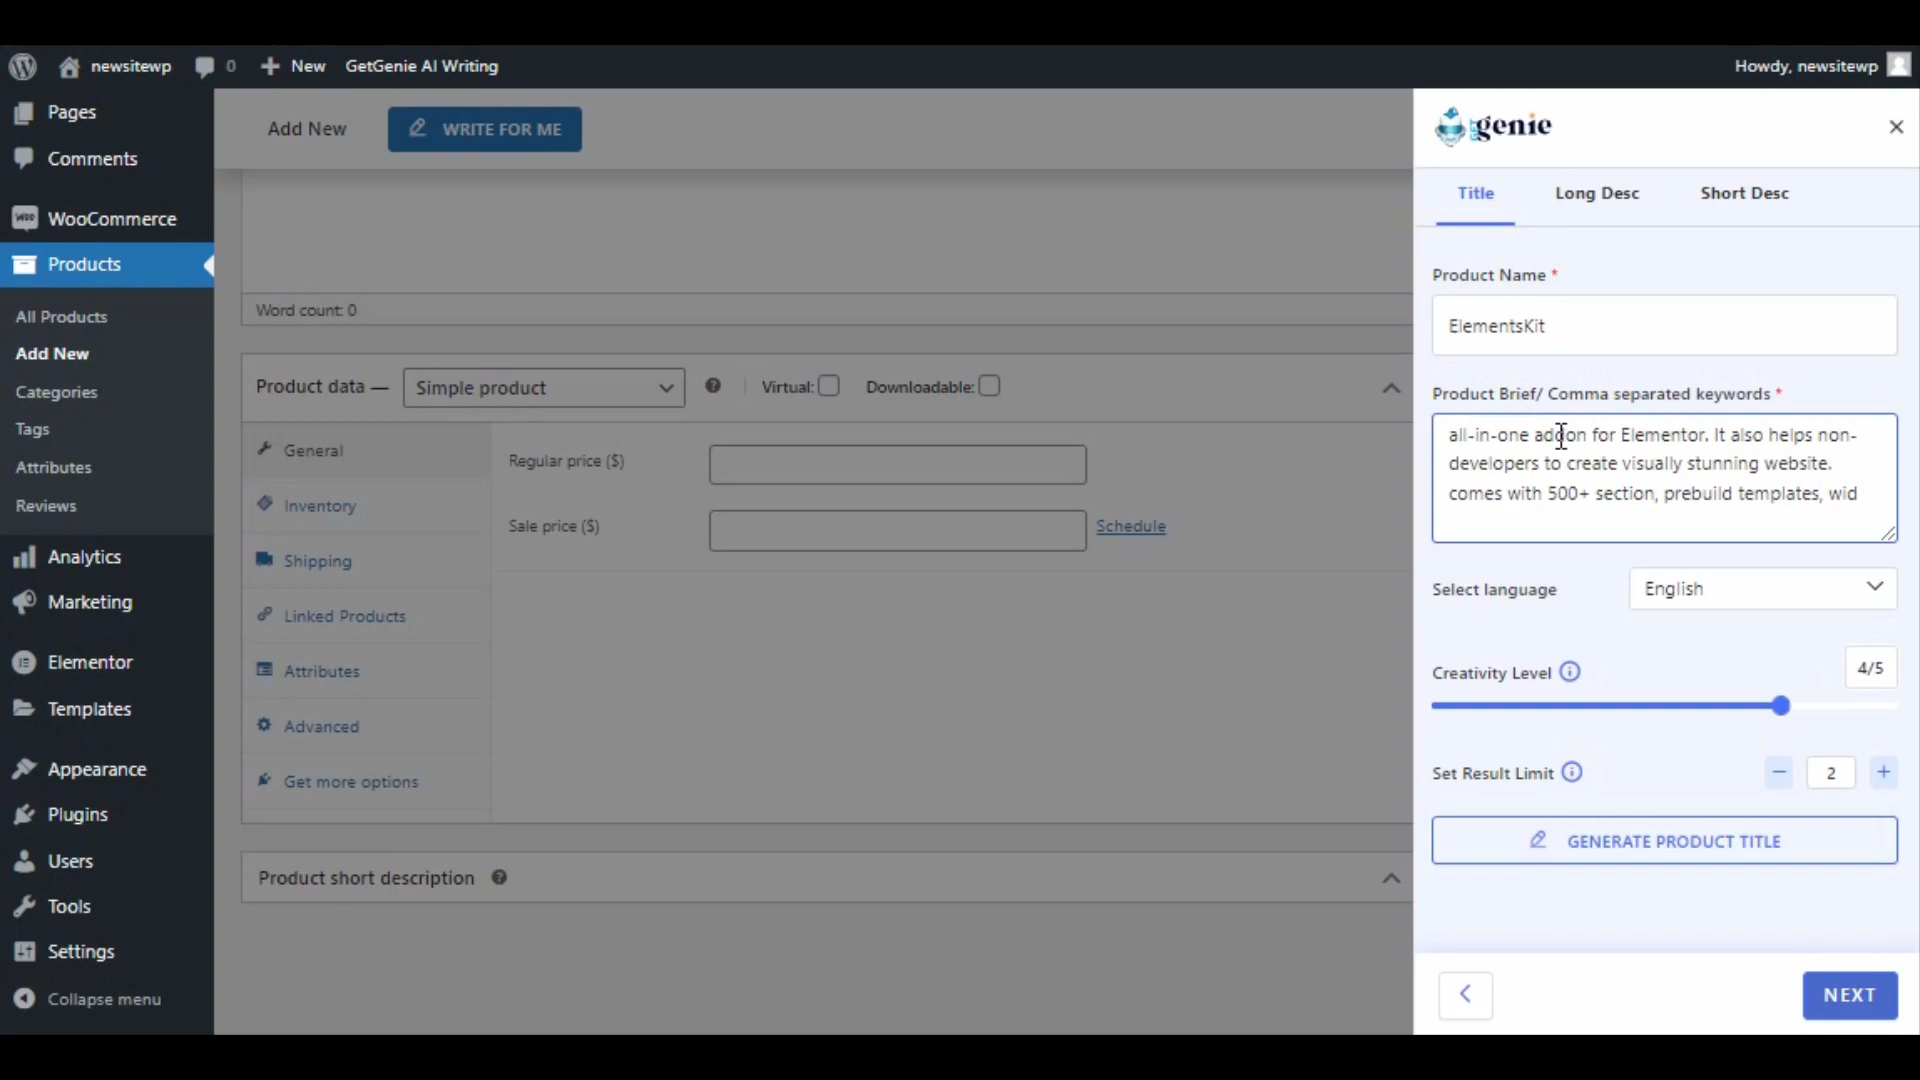 newsitewp
0
New
GetGenie AI Writing
Howdy, newsitewp
Pages
Comments
WooCommerce
Products
All Products
Add New
Categories
Tags
Attributes
Reviews
Analytics
Marketing
Elementor
Templates
Appearance
Plugins
Users
Tools
Settings
Collapse menu
Add New
WRITE FOR ME
Word count: 0
Product data —
Simple product
Virtual:
Downloadable:
General
Inventory
Shipping
Linked Products
Attributes
Advanced
Get more options
Regular price ($)
Sale price ($)
Schedule
Product short description
GET genie
Title
Long Desc
Short Desc
Product Name *
ElementsKit
Product Brief/ Comma separated keywords *
all-in-one addon for Elementor. It also helps non-
developers to create visually stunning website.
comes with 500+ section, prebuild templates, wid
Select language
English
Creativity Level
4/5
Set Result Limit
2
GENERATE PRODUCT TITLE
NEXT